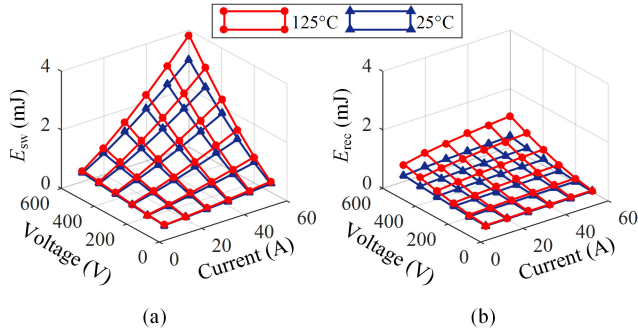 125°C 25°C
4 4
E_sw (mJ) 2 E_rec (mJ) 2
0 0
600 600
400 400
200 200
0 0
0 20 40 60 0 20 40 60
Voltage (V) Current (A) Voltage (V) Current (A)
(a) (b)